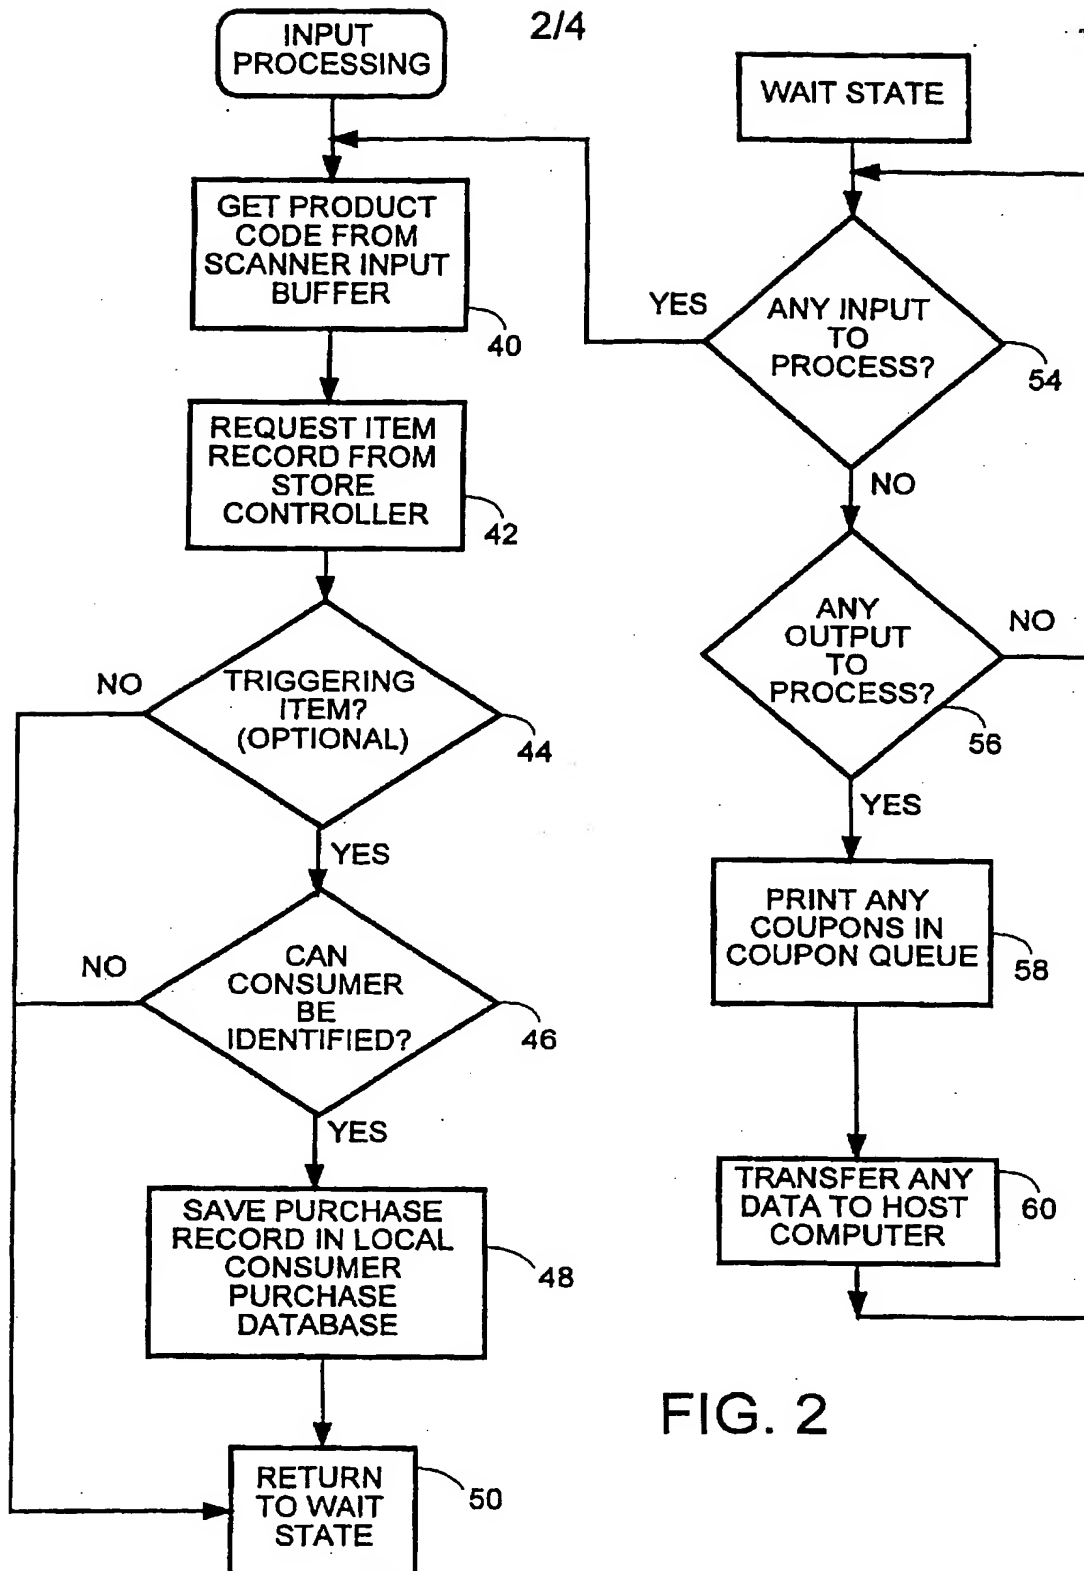 2/4
INPUT
PROCESSING
GET PRODUCT
CODE FROM
SCANNER INPUT
BUFFER
40
REQUEST ITEM
RECORD FROM
STORE
CONTROLLER
42
TRIGGERING
ITEM?
(OPTIONAL)
44
NO
YES
CAN
CONSUMER
BE
IDENTIFIED?
46
NO
YES
SAVE PURCHASE
RECORD IN LOCAL
CONSUMER
PURCHASE
DATABASE
48
RETURN
TO WAIT
STATE
50
WAIT STATE
ANY INPUT
TO
PROCESS?
54
YES
NO
ANY
OUTPUT
TO
PROCESS?
56
NO
YES
PRINT ANY
COUPONS IN
COUPON QUEUE
58
TRANSFER ANY
DATA TO HOST
COMPUTER
60
FIG. 2